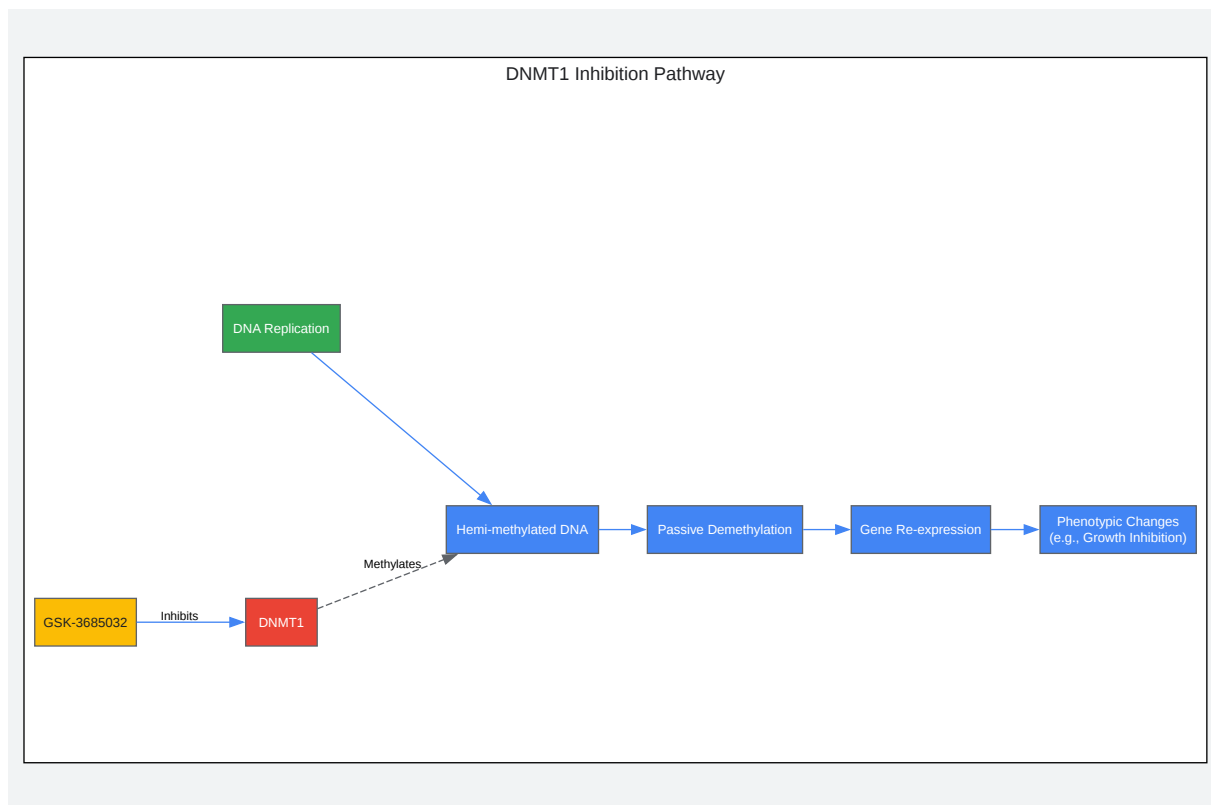 DNMT1 Inhibition Pathway
DNA Replication
Hemi-methylated DNA
Passive Demethylation
Gene Re-expression
Phenotypic Changes
(e.g., Growth Inhibition)
Methylates
GSK-3685032
Inhibits
DNMT1